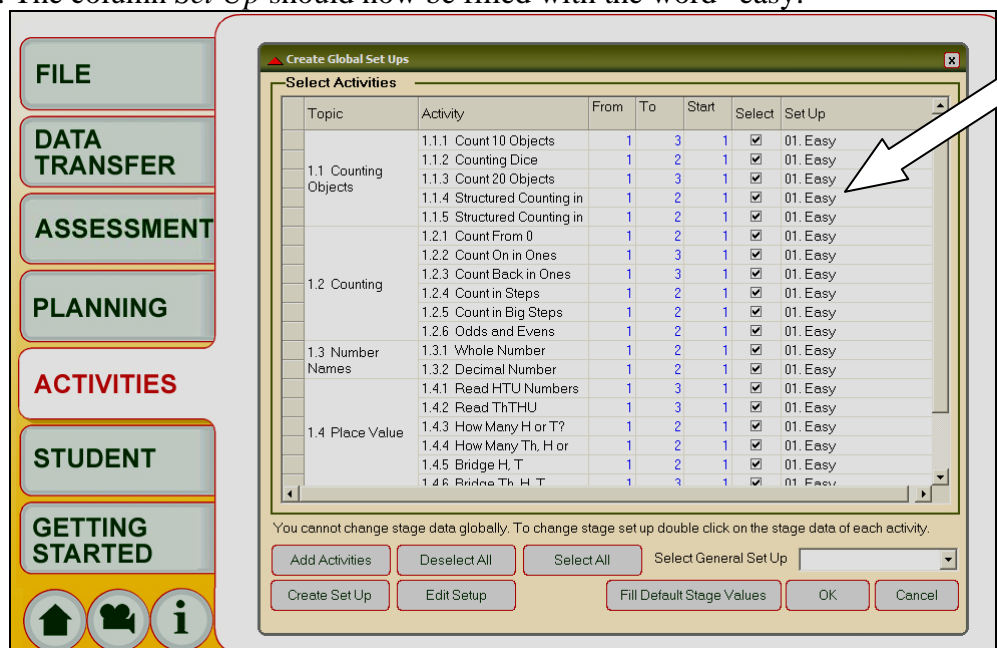 . The column Set Up should now be filled with the word "easy.
FILE
DATA
TRANSFER
ASSESSMENT
PLANNING
ACTIVITIES
STUDENT
GETTING
STARTED
i
Create Global Set Ups
x
Select Activities
Topic Activity From To Start Select Set Up
1.1 Counting
Objects
1.1.1 Count 10 Objects 1 3 1 01. Easy
1.1.2 Counting Dice 1 2 1 01. Easy
1.1.3 Count 20 Objects 1 3 1 01. Easy
1.1.4 Structured Counting in 1 2 1 01. Easy
1.1.5 Structured Counting in 1 2 1 01. Easy
1.2 Counting
1.2.1 Count From 0 1 2 1 01. Easy
1.2.2 Count On in Ones 1 3 1 01. Easy
1.2.3 Count Back in Ones 1 3 1 01. Easy
1.2.4 Count in Steps 1 2 1 01. Easy
1.2.5 Count in Big Steps 1 2 1 01. Easy
1.2.6 Odds and Evens 1 2 1 01. Easy
1.3 Number
Names
1.3.1 Whole Number 1 2 1 01. Easy
1.3.2 Decimal Number 1 2 1 01. Easy
1.4 Place Value
1.4.1 Read HTU Numbers 1 3 1 01. Easy
1.4.2 Read ThTHU 1 3 1 01. Easy
1.4.3 How Many H or T? 1 2 1 01. Easy
1.4.4 How Many Th, H or 1 2 1 01. Easy
1.4.5 Bridge H, T 1 2 1 01. Easy
1.4.6 Bridge Th, H, T 1 3 1 01. Easy
You cannot change stage data globally. To change stage set up double click on the stage data of each activity.
Add Activities Deselect All Select All Select General Set Up
Create Set Up Edit Setup Fill Default Stage Values OK Cancel